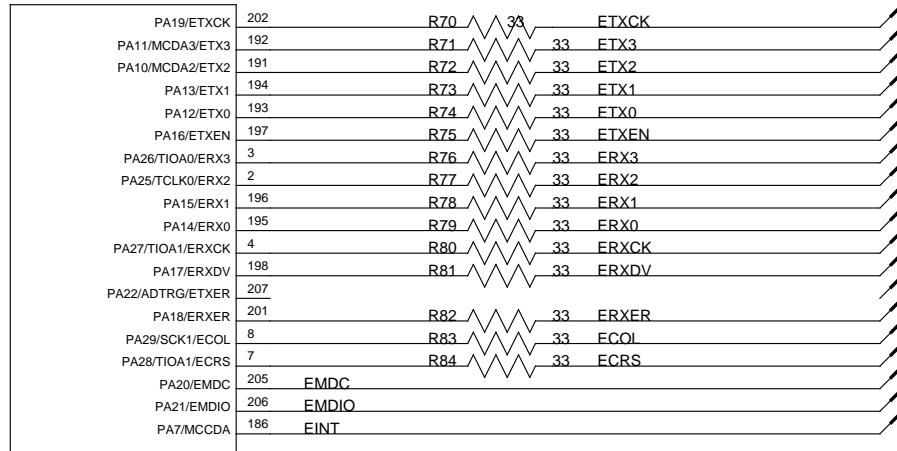 PA19/ETXCK 202 R70 33 ETXCK
PA11/MCDA3/ETX3 192 R71 33 ETX3
PA10/MCDA2/ETX2 191 R72 33 ETX2
PA13/ETX1 194 R73 33 ETX1
PA12/ETX0 193 R74 33 ETX0
PA16/ETXEN 197 R75 33 ETXEN
PA26/TIOA0/ERX3 3 R76 33 ERX3
PA25/TCLK0/ERX2 2 R77 33 ERX2
PA15/ERX1 196 R78 33 ERX1
PA14/ERX0 195 R79 33 ERX0
PA27/TIOA1/ERXCK 4 R80 33 ERXCK
PA17/ERXDV 198 R81 33 ERXDV
PA22/ADTRG/ETXER 207
PA18/ERXER 201 R82 33 ERXER
PA29/SCK1/ECOL 8 R83 33 ECOL
PA28/TIOA1/ECRS 7 R84 33 ECRS
PA20/EMDC 205 EMDC
PA21/EMDIO 206 EMDIO
PA7/MCCDA 186 EINT